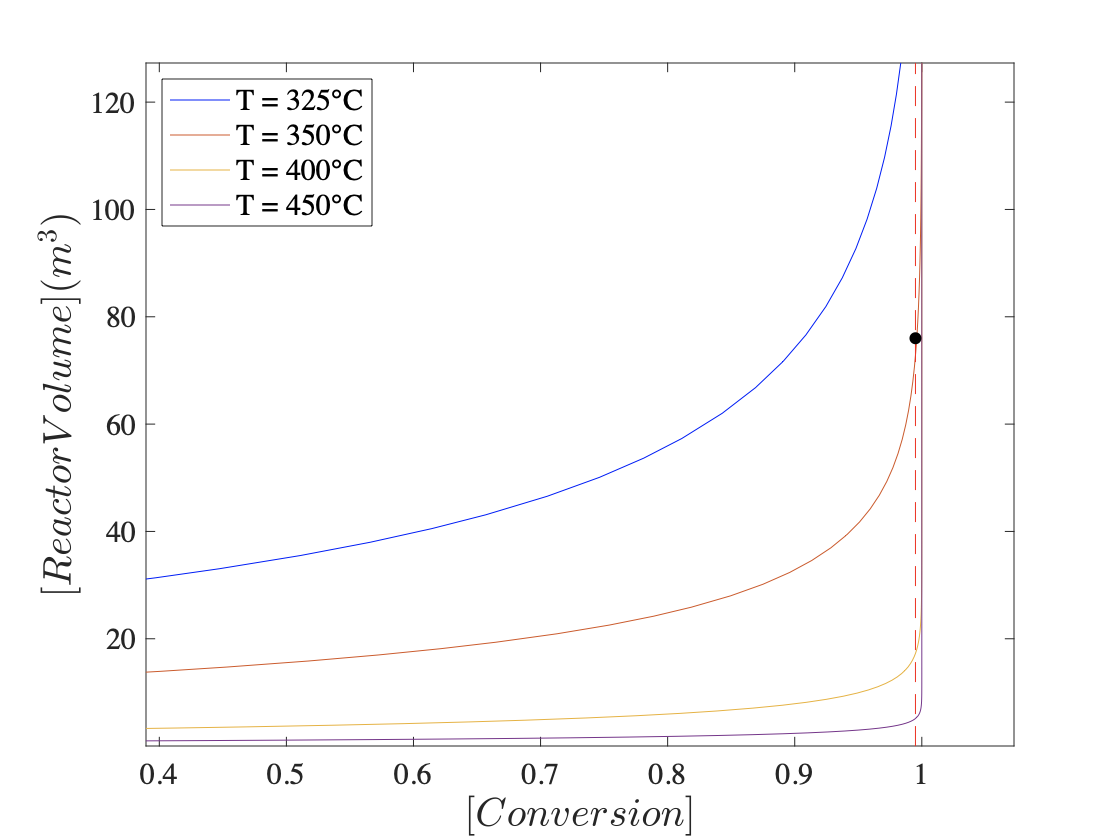 T = 325°C
T = 350°C
T = 400°C
T = 450°C
120
100
80
60
40
20
[ReactorVolume](m³)
0.4 0.5 0.6 0.7 0.8 0.9 1
[Conversion]